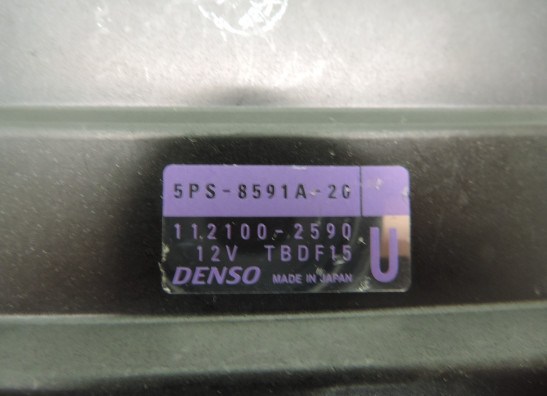 5PS-8591A-20
112100-2590
12V TBDF15
DENSO MADE IN JAPAN
U